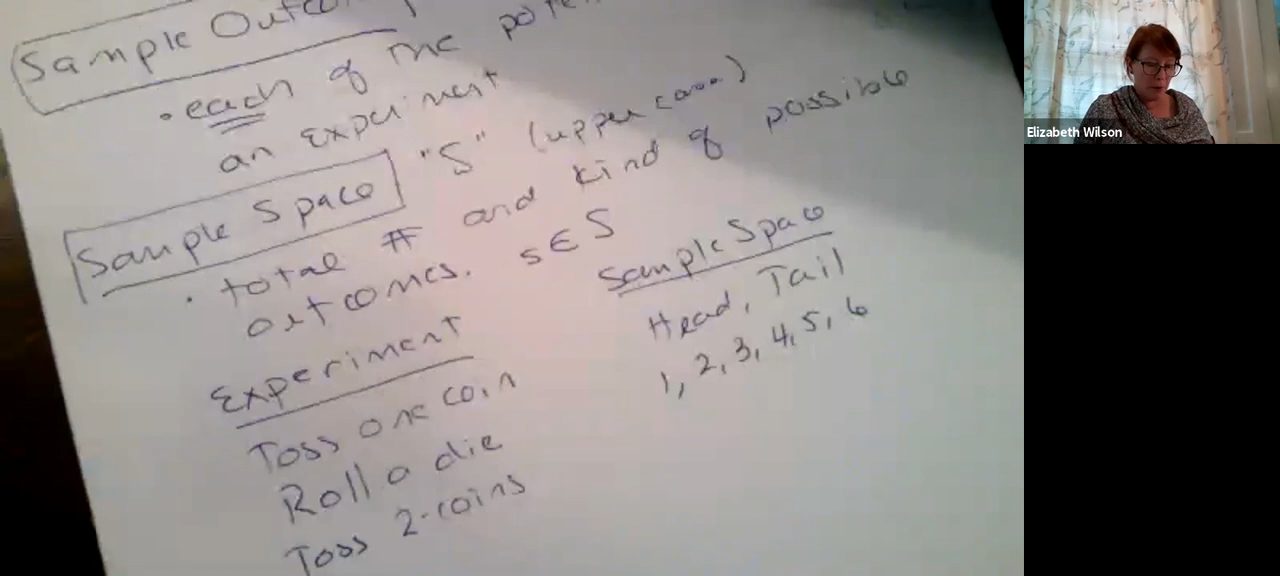 Sample Outco
• each of the poten
an experiment
Sample Space "S" (upper case)
• total # and kind of possible
outcomes. s∈S
Experiment
Sample Space
Toss one coin
Head, Tail
Roll a die
1, 2, 3, 4, 5, 6
Toss 2-coins
Elizabeth Wilson